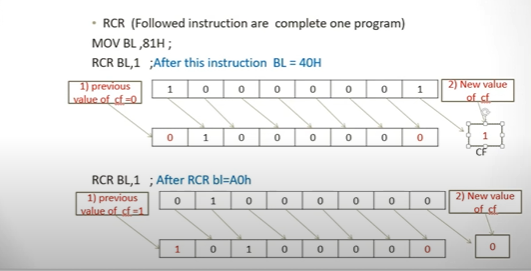 • RCR (Followed instruction are complete one program)
MOV BL ,81H ;
RCR BL,1 ;After this instruction BL = 40H
1) previous value of cf =0
1 0 0 0 0 0 0 1
2) New value of cf
0 1 0 0 0 0 0 0
1
CF
RCR BL,1 ; After RCR bl=A0h
1) previous value of cf =1
0 1 0 0 0 0 0 0
2) New value of cf
1 0 1 0 0 0 0 0
0